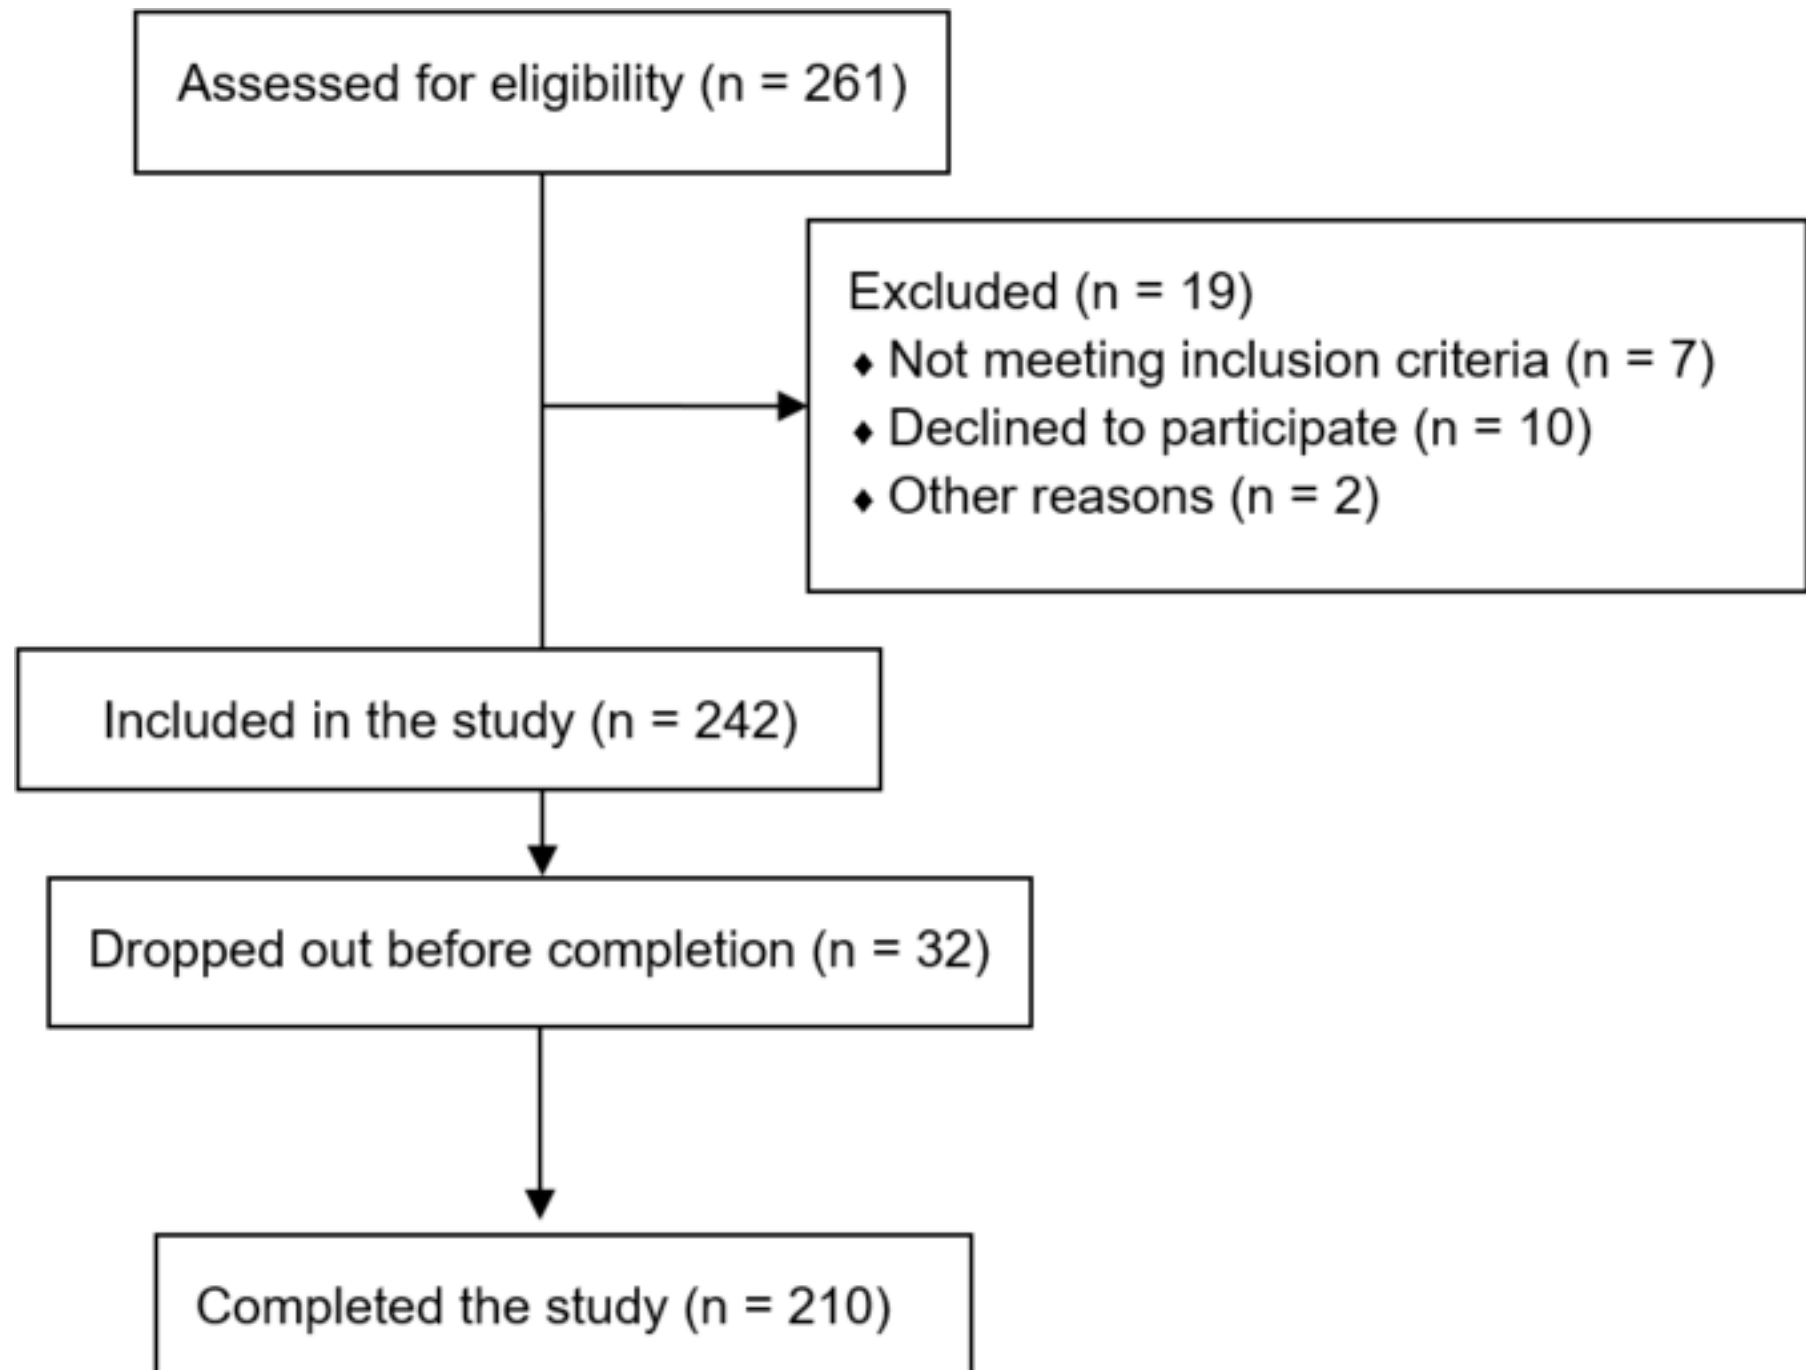 Assessed for eligibility (n = 261)
Excluded (n = 19)
♦ Not meeting inclusion criteria (n = 7)
♦ Declined to participate (n = 10)
♦ Other reasons (n = 2)
Included in the study (n = 242)
Dropped out before completion (n = 32)
Completed the study (n = 210)